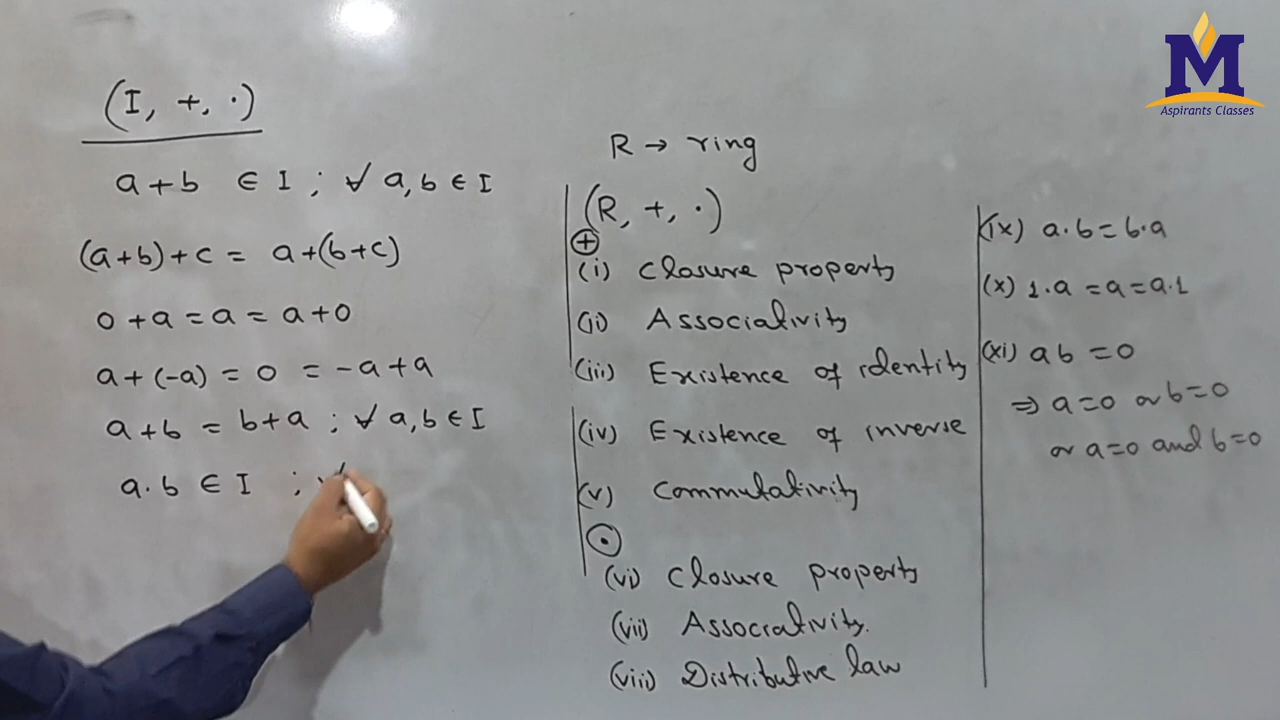 (I, +, ·)
a + b ∈ I ; ∀ a, b ∈ I
(a+b)+c = a+(b+c)
0 + a = a = a + 0
a + (-a) = 0 = -a + a
a + b = b + a ; ∀ a, b ∈ I
a . b ∈ I ;
R → ring
(R, +, ·)
⊕
(i) Closure property
(ii) Associativity
(iii) Existence of identity
(iv) Existence of inverse
(v) Commutativity
⊙
(vi) Closure property
(vii) Associativity.
(viii) Distributive law
(ix) a.b = b.a
(x) 1.a = a = a.1
(xi) ab = 0
⇒ a=0 or b=0
or a=0 and b=0
M
Aspirants Classes